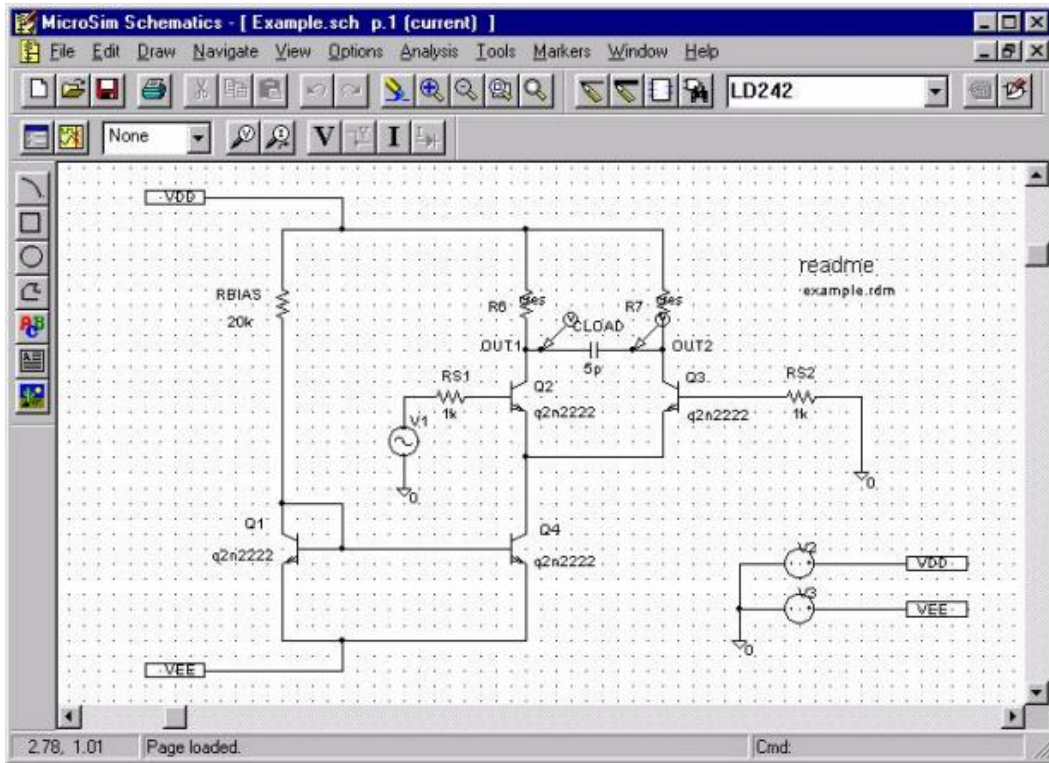 MicroSim Schematics - [ Example.sch p.1 (current) ]
File Edit Draw Navigate View Options Analysis Tools Markers Window Help
LD242
None
V I
VDD
readme
example.rdm
RBIAS
20k
R6
R7
CLOAD
OUT1
OUT2
5p
RS1
1k
Q2
q2n2222
Q3
q2n2222
RS2
1k
V1
0
0
Q1
q2n2222
Q4
q2n2222
V2
VDD
V3
VEE
0
VEE
2.78, 1.01
Page loaded.
Cmd: